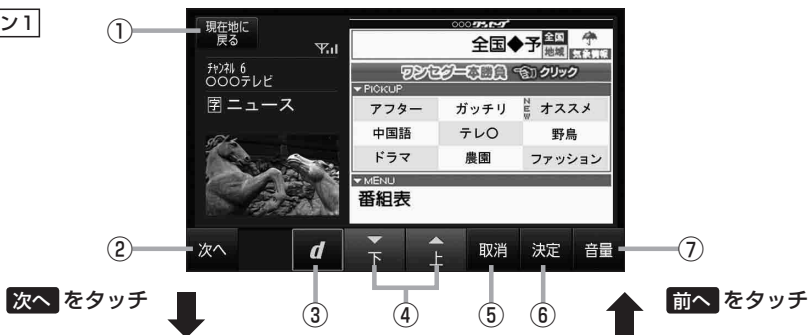 ン1
①
現在地に
戻る
チャンネル 6
○○○テレビ
字 ニュース
○○○ワンセグ
全国◆予
全国
地域
気象情報
ワンセグ一本勝負 クリック
▼PICKUP
アフター ガッチリ NEW オススメ
中国語 テレ○ 野鳥
ドラマ 農園 ファッション
▼MENU
番組表
② 次へ d ▼下 ▲上 取消 決定 音量 ⑦
③ ④ ⑤ ⑥
次へ をタッチ
前へ をタッチ